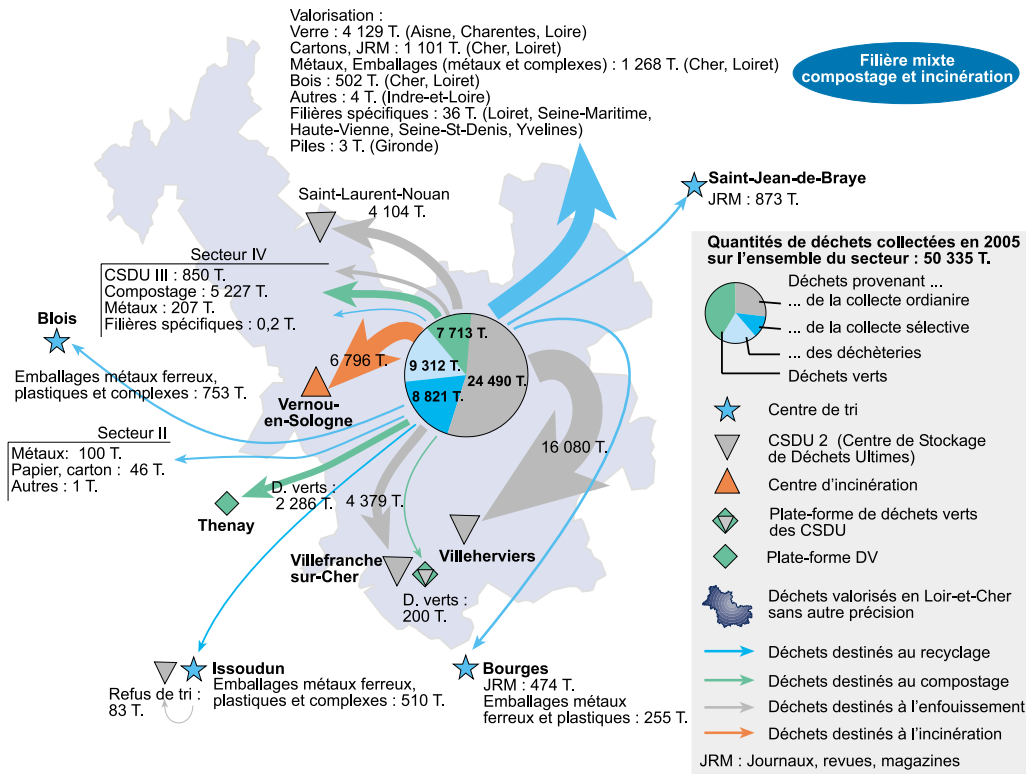 Valorisation :
Verre : 4 129 T. (Aisne, Charentes, Loire)
Cartons, JRM : 1 101 T. (Cher, Loiret)
Métaux, Emballages (métaux et complexes) : 1 268 T. (Cher, Loiret)
Bois : 502 T. (Cher, Loiret)
Autres : 4 T. (Indre-et-Loire)
Filières spécifiques : 36 T. (Loiret, Seine-Maritime,
Haute-Vienne, Seine-St-Denis, Yvelines)
Piles : 3 T. (Gironde)
Filière mixte
compostage et incinération
Saint-Jean-de-Braye
JRM : 873 T.
Saint-Laurent-Nouan
4 104 T.
Secteur IV
CSDU III : 850 T.
Compostage : 5 227 T.
Métaux : 207 T.
Filières spécifiques : 0,2 T.
Blois
Emballages métaux ferreux,
plastiques et complexes : 753 T.
6 796 T.
Vernou-
en-Sologne
7 713 T.
9 312 T.
24 490 T.
8 821 T.
16 080 T.
Secteur II
Métaux: 100 T.
Papier, carton : 46 T.
Autres : 1 T.
D. verts :
2 286 T.
Thenay
4 379 T.
Villeherviers
Villefranche
sur-Cher
D. verts :
200 T.
Issoudun
Emballages métaux ferreux,
plastiques et complexes : 510 T.
Refus de tri :
83 T.
Bourges
JRM : 474 T.
Emballages métaux
ferreux et plastiques : 255 T.
Quantités de déchets collectées en 2005
sur l'ensemble du secteur : 50 335 T.
Déchets provenant ...
... de la collecte ordianire
... de la collecte sélective
... des déchèteries
Déchets verts
Centre de tri
CSDU 2 (Centre de Stockage
de Déchets Ultimes)
Centre d'incinération
Plate-forme de déchets verts
des CSDU
Plate-forme DV
Déchets valorisés en Loir-et-Cher
sans autre précision
Déchets destinés au recyclage
Déchets destinés au compostage
Déchets destinés à l'enfouissement
Déchets destinés à l'incinération
JRM : Journaux, revues, magazines